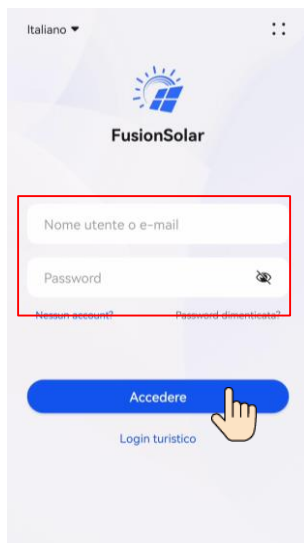 Italiano
FusionSolar
Nome utente o e-mail
Password
Nessun account? Password dimenticata?
Accedere
Login turistico